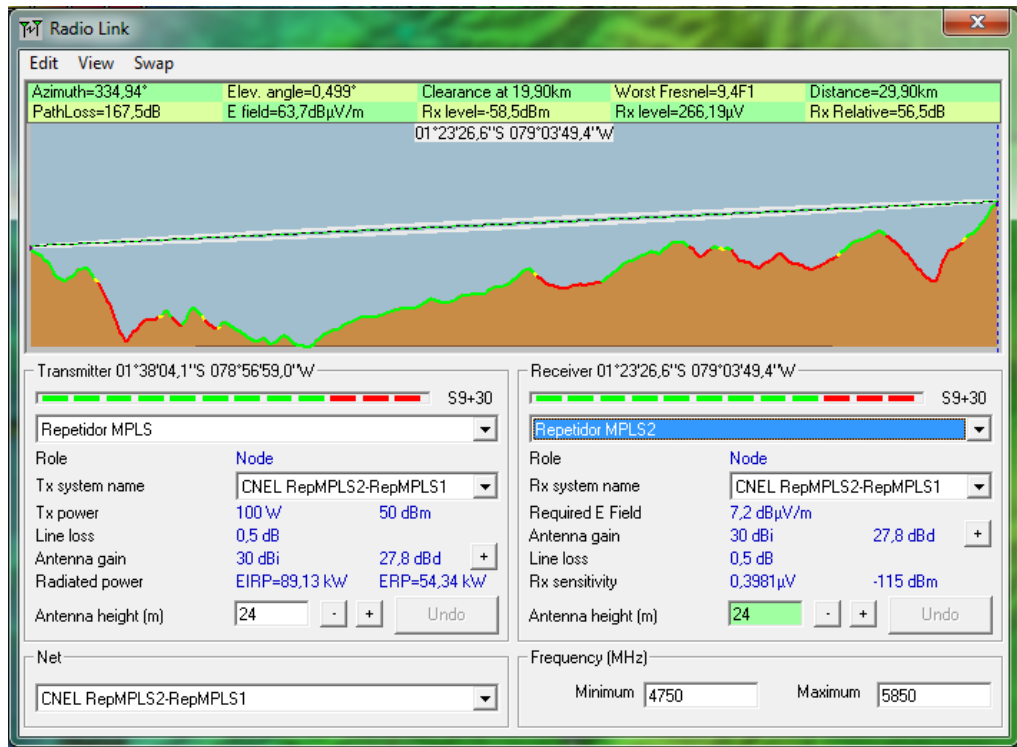 Radio Link
Edit View Swap
Azimuth=334,94° Elev. angle=0,499° Clearance at 19,90km Worst Fresnel=9,4F1 Distance=29,90km
PathLoss=167,5dB E field=63,7dBµV/m Rx level=-58,5dBm Rx level=266,19µV Rx Relative=56,5dB
01°23'26,6''S 079°03'49,4''W
Transmitter 01°38'04,1''S 078°56'59,0''W
S9+30
Repetidor MPLS
Role Node
Tx system name CNEL RepMPLS2-RepMPLS1
Tx power 100 W 50 dBm
Line loss 0,5 dB
Antenna gain 30 dBi 27,8 dBd +
Radiated power EIRP=89,13 kW ERP=54,34 kW
Antenna height (m) 24 - + Undo
Net
CNEL RepMPLS2-RepMPLS1
Receiver 01°23'26,6''S 079°03'49,4''W
S9+30
Repetidor MPLS2
Role Node
Rx system name CNEL RepMPLS2-RepMPLS1
Required E Field 7,2 dBµV/m
Antenna gain 30 dBi 27,8 dBd +
Line loss 0,5 dB
Rx sensitivity 0,3981µV -115 dBm
Antenna height (m) 24 - + Undo
Frequency (MHz)
Minimum 4750 Maximum 5850